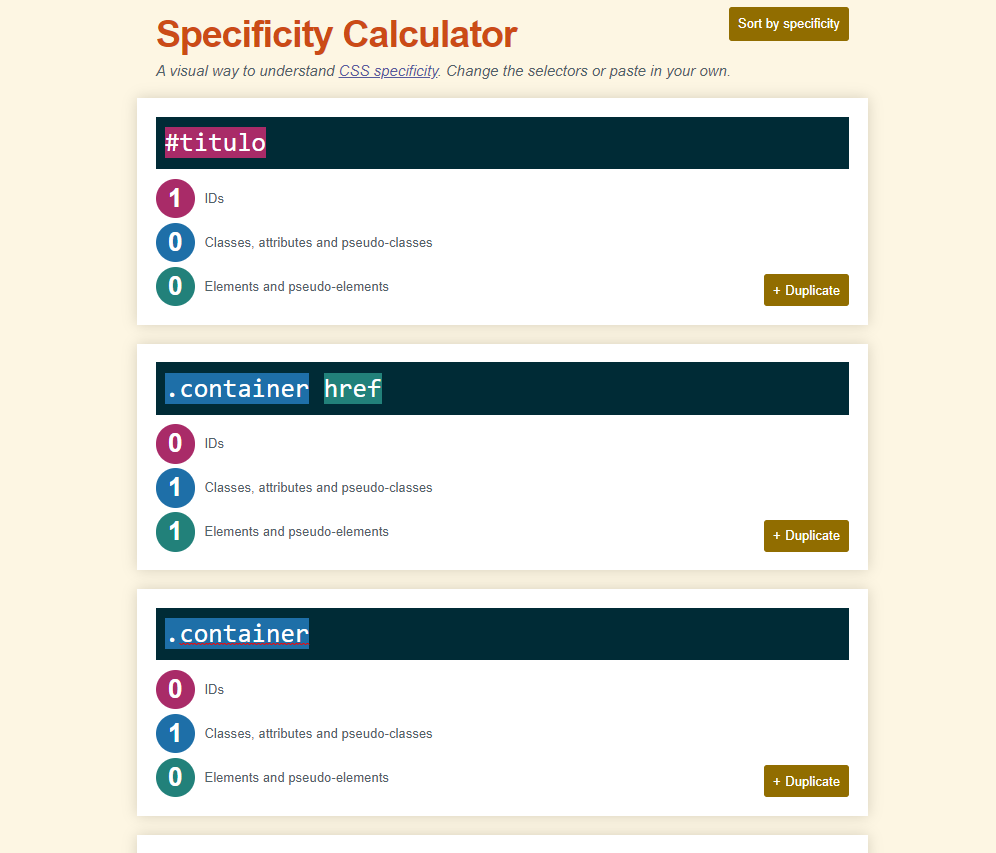 Specificity Calculator
Sort by specificity
A visual way to understand CSS specificity. Change the selectors or paste in your own.
#titulo
1 IDs
0 Classes, attributes and pseudo-classes
0 Elements and pseudo-elements
+ Duplicate
.container href
0 IDs
1 Classes, attributes and pseudo-classes
1 Elements and pseudo-elements
+ Duplicate
.container
0 IDs
1 Classes, attributes and pseudo-classes
0 Elements and pseudo-elements
+ Duplicate